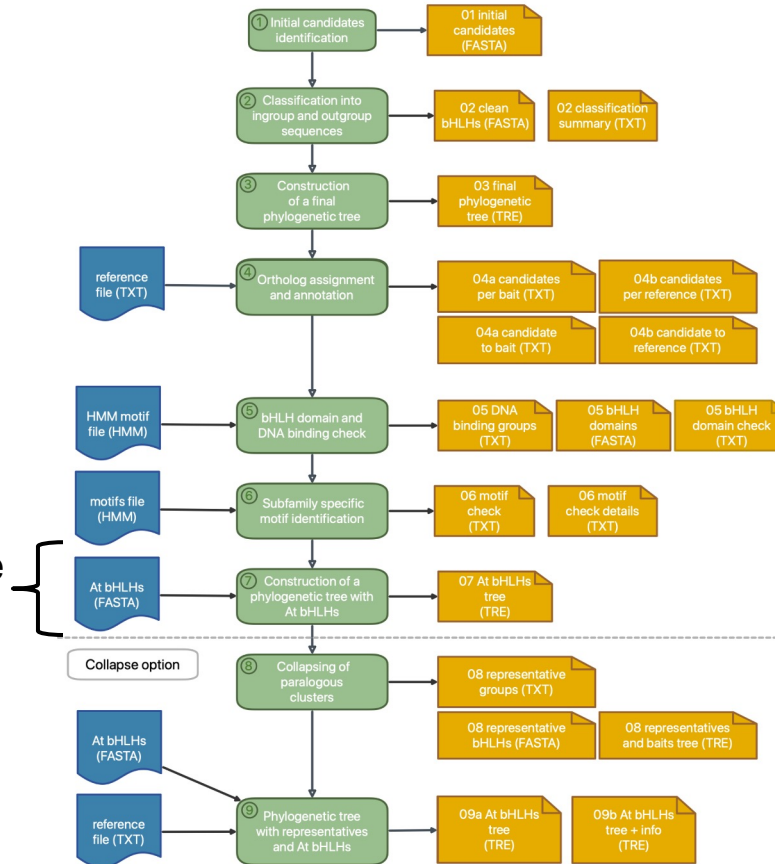 ① Initial candidates
identification
01 initial
candidates
(FASTA)
② Classification into
ingroup and outgroup
sequences
02 clean
bHLHs (FASTA)
02 classification
summary (TXT)
③ Construction
of a final
phylogenetic tree
03 final
phylogenetic
tree (TRE)
reference
file (TXT)
④ Ortholog assignment
and annotation
04a candidates
per bait (TXT)
04b candidates
per reference (TXT)
04a candidate
to bait (TXT)
04b candidate to
reference (TXT)
HMM motif
file (HMM)
⑤ bHLH domain and
DNA binding check
05 DNA
binding groups
(TXT)
05 bHLH
domains
(FASTA)
05 bHLH
domain check
(TXT)
motifs file
(HMM)
⑥ Subfamily specific
motif identification
06 motif
check
(TXT)
06 motif
check details
(TXT)
e
At bHLHs
(FASTA)
⑦ Construction of a
phylogenetic tree with
At bHLHs
07 At bHLHs
tree
(TRE)
Collapse option
⑧ Collapsing of
paralogous
clusters
08 representative
groups (TXT)
08 representative
bHLHs (FASTA)
08 representatives
and baits tree (TRE)
At bHLHs
(FASTA)
reference
file (TXT)
⑨ Phylogenetic tree
with representatives
and At bHLHs
09a At bHLHs
tree
(TRE)
09b At bHLHs
tree + info
(TRE)